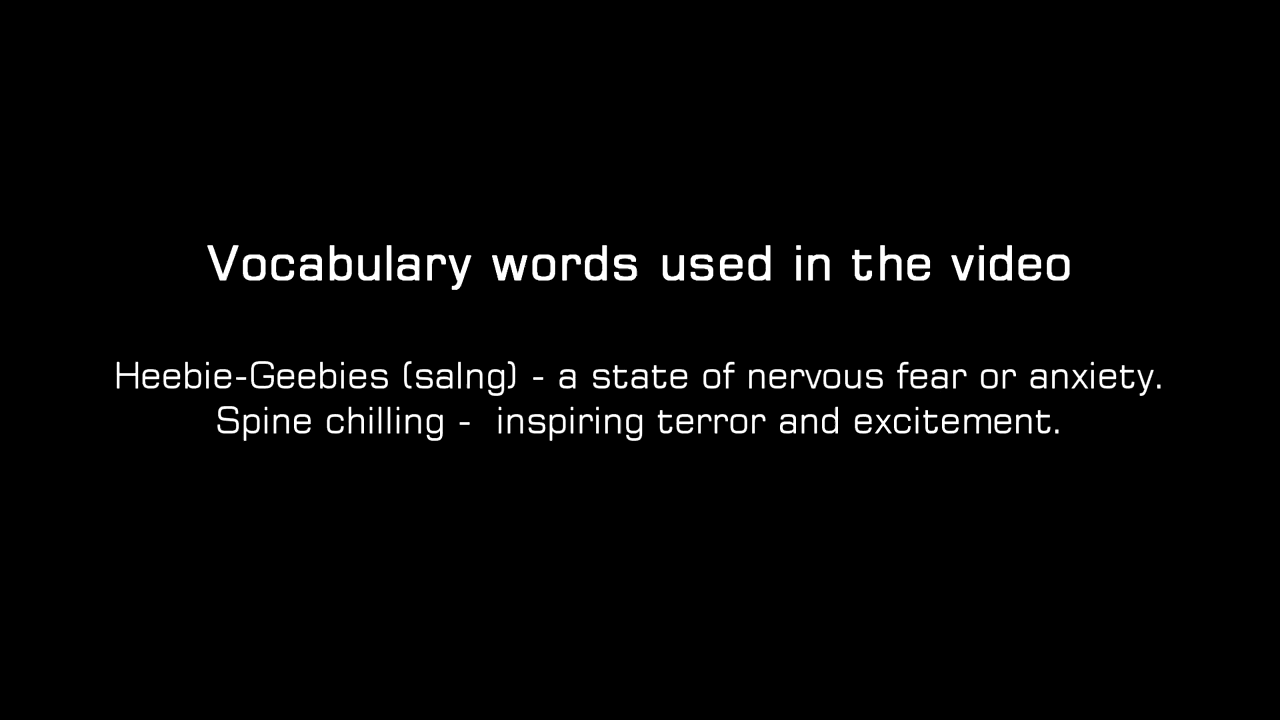 Vocabulary words used in the video
Heebie-Geebies (salng) - a state of nervous fear or anxiety.
Spine chilling -  inspiring terror and excitement.